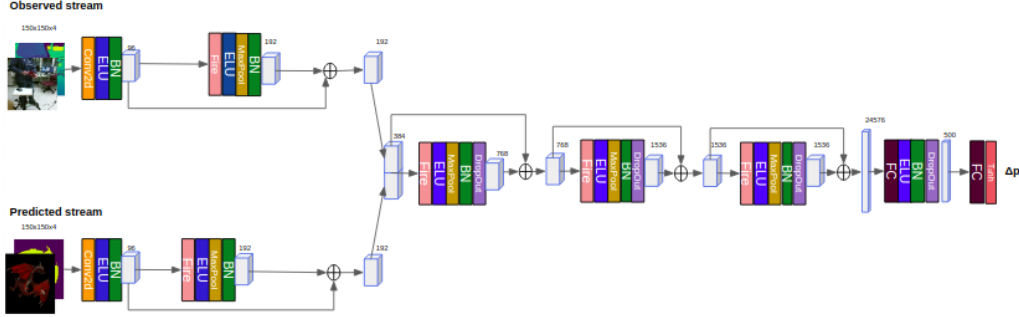 Observed stream
150x150x4
Conv2d
ELU
BN
96
Fire
ELU
MaxPool
BN
192
192
384
Fire
ELU
MaxPool
BN
DropOut
768
768
Fire
ELU
MaxPool
BN
DropOut
1536
1536
Fire
ELU
MaxPool
BN
DropOut
1536
24576
FC
ELU
BN
DropOut
500
FC
Tanh
Δp
Predicted stream
150x150x4
Conv2d
ELU
BN
96
Fire
ELU
MaxPool
BN
192
192